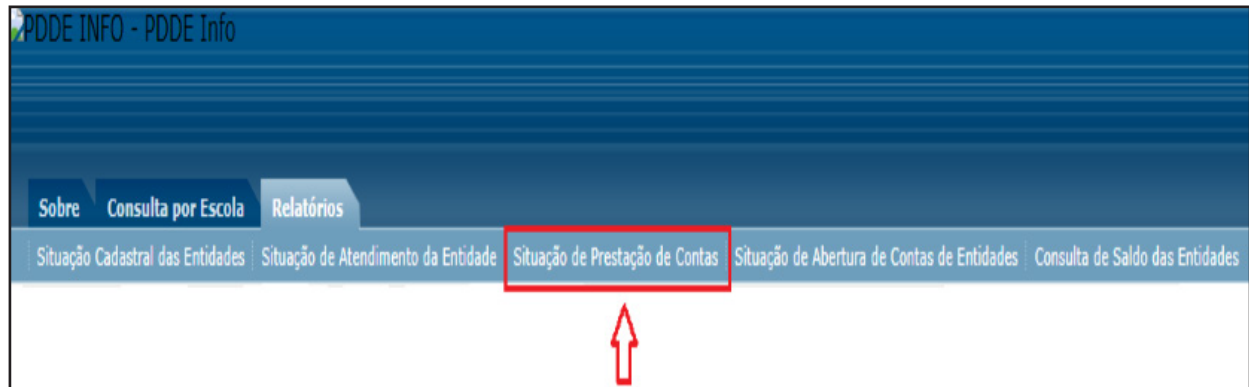 PDDE INFO - PDDE Info
Sobre Consulta por Escola Relatórios
Situação Cadastral das Entidades Situação de Atendimento da Entidade Situação de Prestação de Contas Situação de Abertura de Contas de Entidades Consulta de Saldo das Entidades